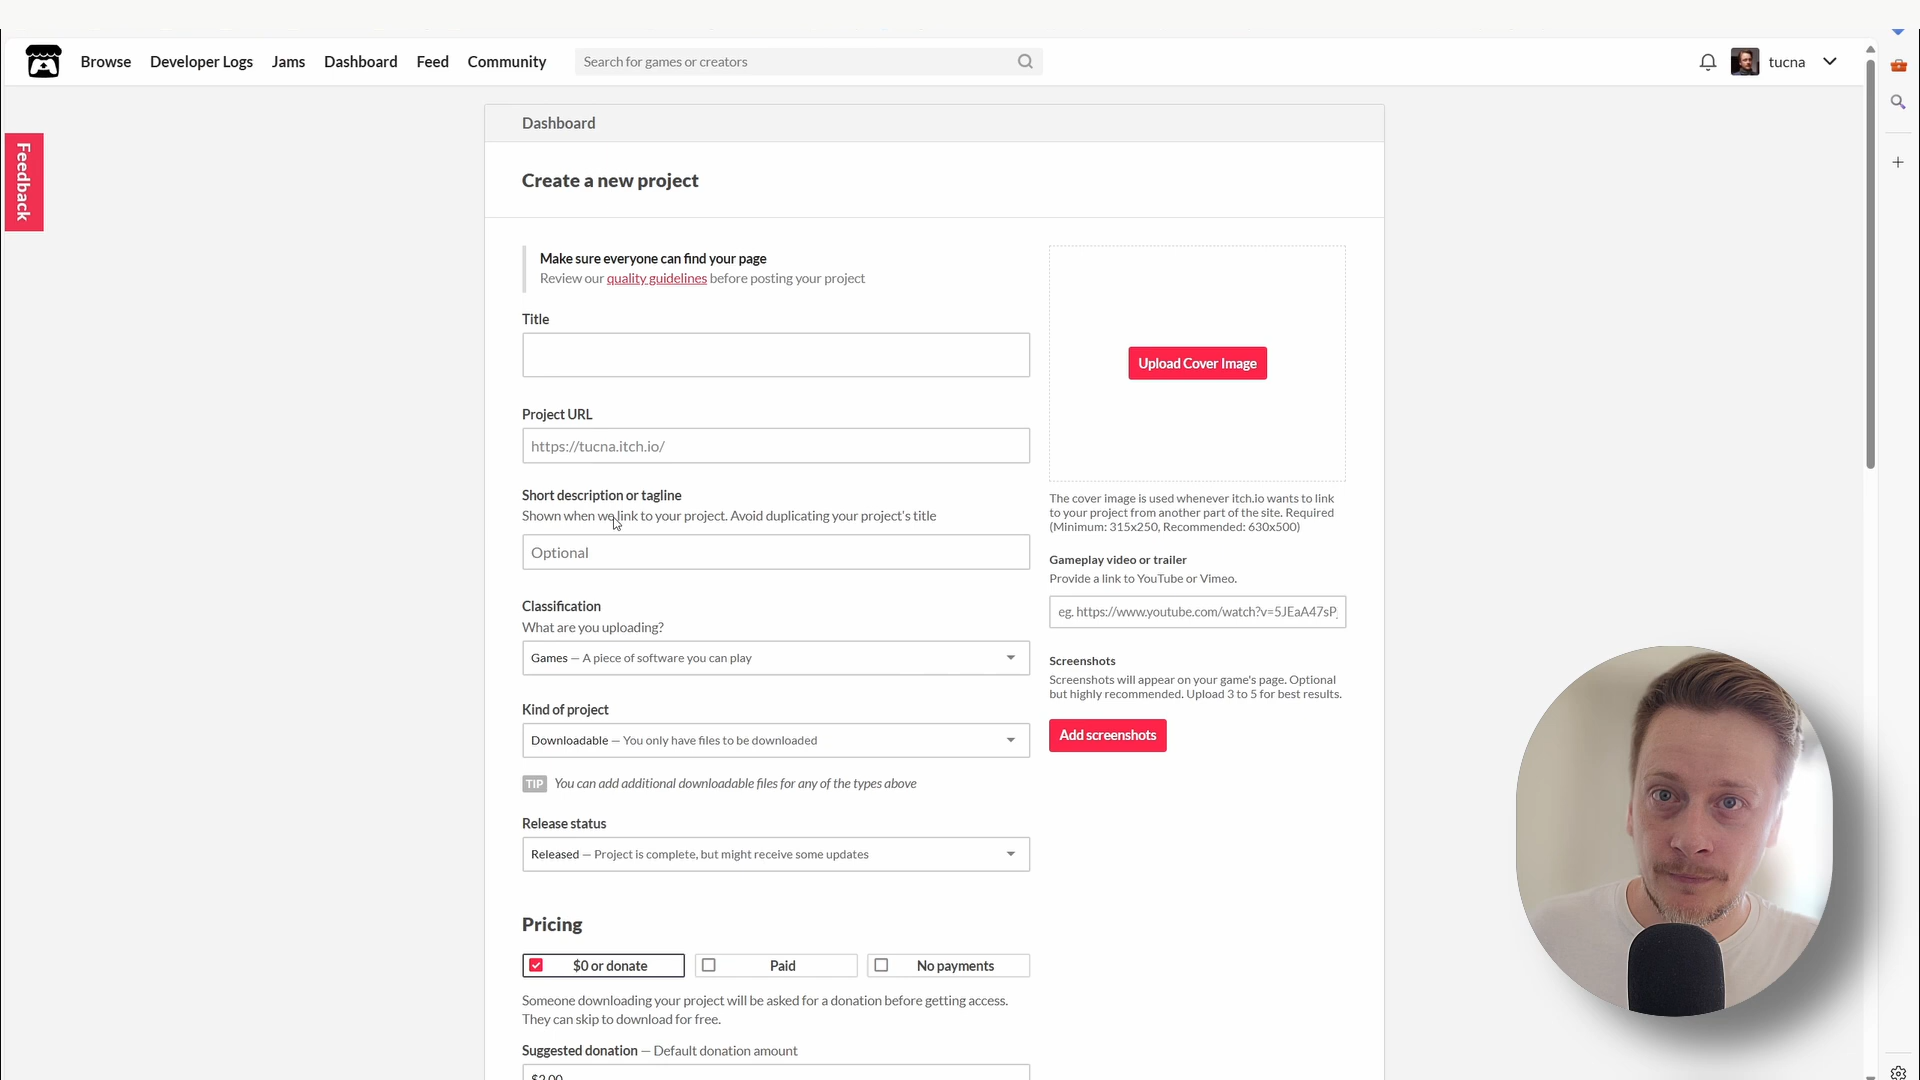 Browse Developer Logs Jams Dashboard Feed Community Search for games or creators tucna
Feedback
Dashboard
Create a new project
Make sure everyone can find your page
Review our quality guidelines before posting your project
Title
Project URL
https://tucna.itch.io/
Short description or tagline
Shown when we link to your project. Avoid duplicating your project's title
Optional
Classification
What are you uploading?
Games — A piece of software you can play
Kind of project
Downloadable — You only have files to be downloaded
TIP You can add additional downloadable files for any of the types above
Release status
Released — Project is complete, but might receive some updates
Pricing
$0 or donate Paid No payments
Someone downloading your project will be asked for a donation before getting access.
They can skip to download for free.
Suggested donation — Default donation amount
$2.00
Upload Cover Image
The cover image is used whenever itch.io wants to link
to your project from another part of the site. Required
(Minimum: 315x250, Recommended: 630x500)
Gameplay video or trailer
Provide a link to YouTube or Vimeo.
eg. https://www.youtube.com/watch?v=5JEaA47sP
Screenshots
Screenshots will appear on your game's page. Optional
but highly recommended. Upload 3 to 5 for best results.
Add screenshots